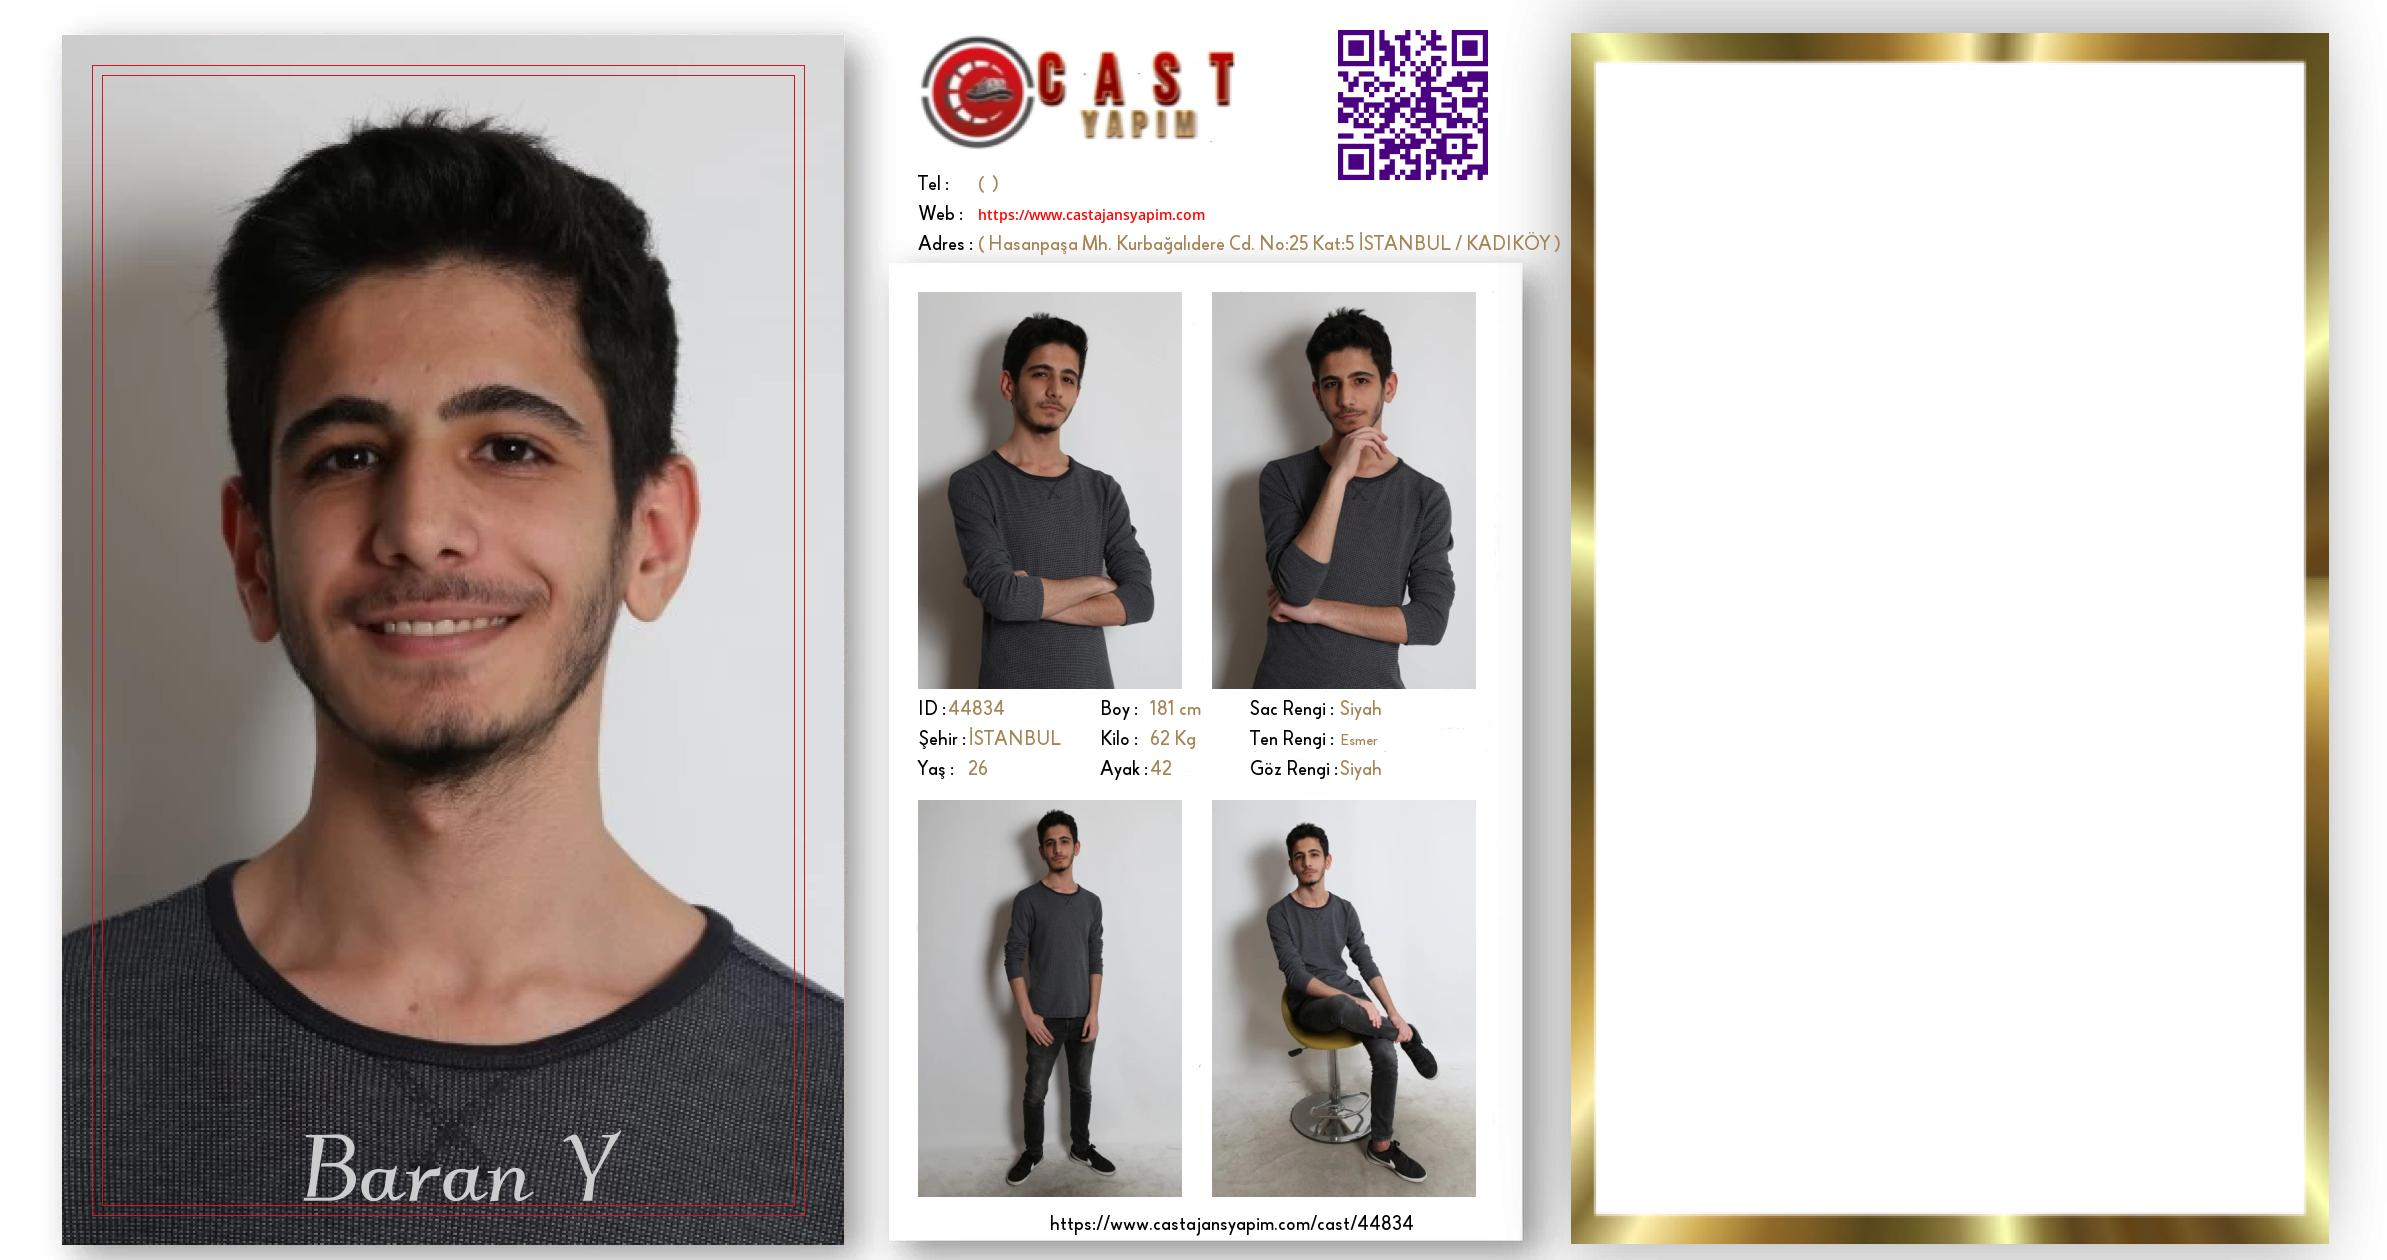 Baran Y
CAST
YAPIM
Tel : ( )
Web : https://www.castajansyapim.com
Adres : ( Hasanpaşa Mh. Kurbağalıdere Cd. No:25 Kat:5 İSTANBUL / KADIKÖY )
ID : 44834 Boy : 181 cm Sac Rengi : Siyah
Şehir : İSTANBUL Kilo : 62 Kg Ten Rengi : Esmer
Yaş : 26 Ayak : 42 Göz Rengi : Siyah
https://www.castajansyapim.com/cast/44834